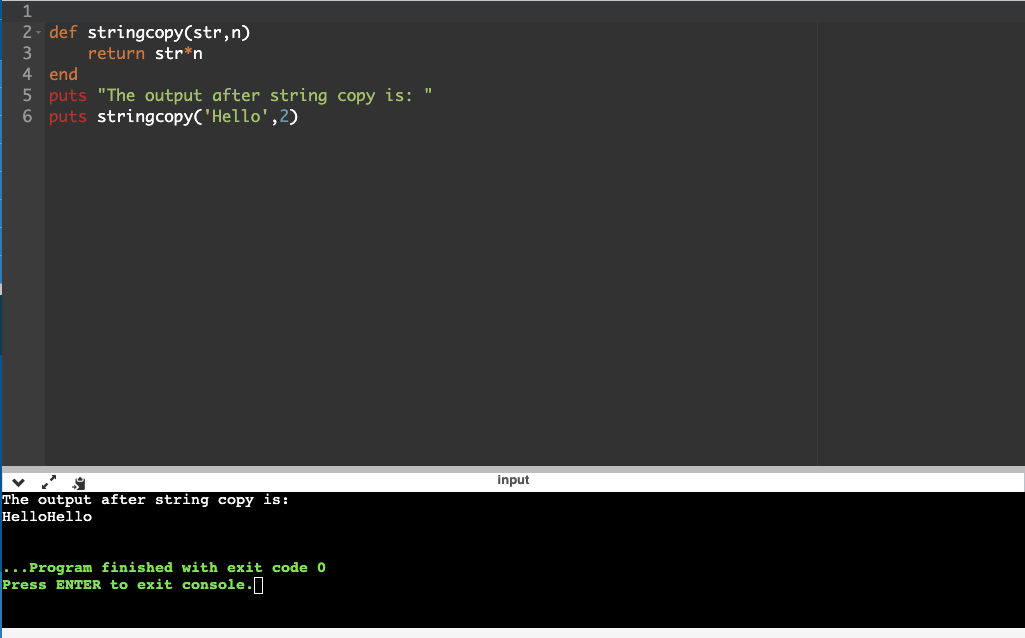 1
2 def stringcopy(str,n)
3     return str*n
4 end
5 puts "The output after string copy is: "
6 puts stringcopy('Hello',2)
input
The output after string copy is:
HelloHello
...Program finished with exit code 0
Press ENTER to exit console.